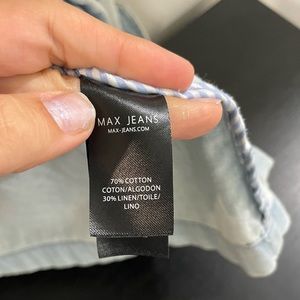 MAX JEANS
MAX-JEANS.COM
70% COTTON
COTON/ALGODON
30% LINEN/TOILE/
LINO